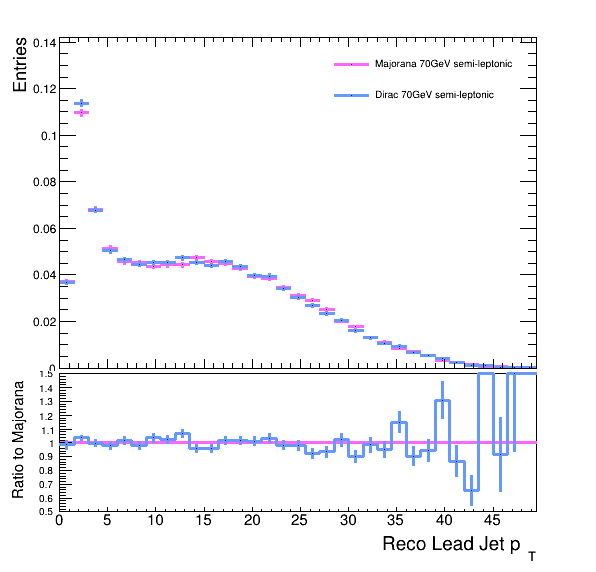 Entries
0.14
0.12
0.1
0.08
0.06
0.04
0.02
0
Majorana 70GeV semi-leptonic
Dirac 70GeV semi-leptonic
Ratio to Majorana
1.5
1.4
1.3
1.2
1.1
1
0.9
0.8
0.7
0.6
0.5
0 5 10 15 20 25 30 35 40 45
Reco Lead Jet p
T